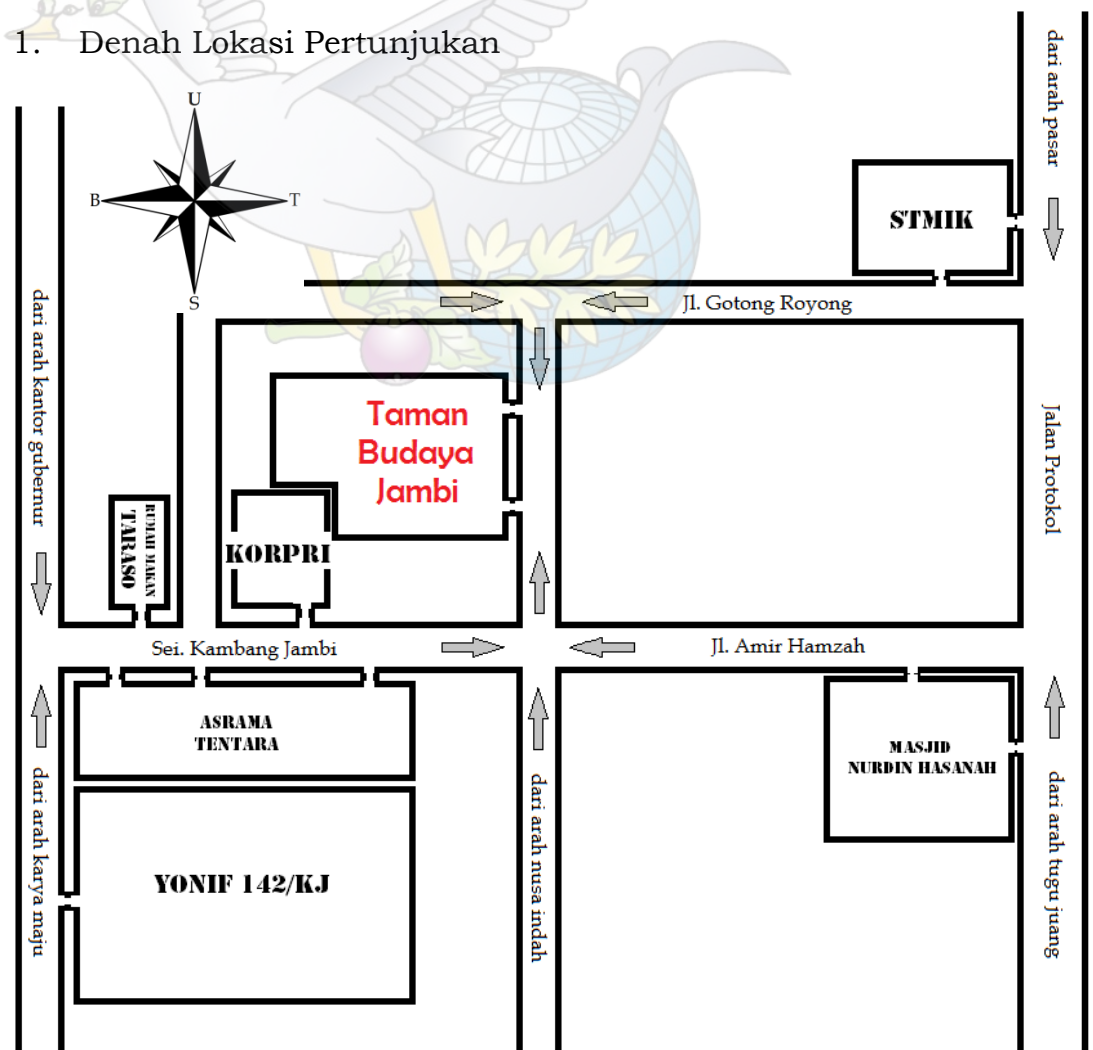 1. Denah Lokasi Pertunjukan
U
B
T
S
dari arah pasar
STMIK
Jl. Gotong Royong
dari arah kantor gubernur
Taman
Budaya
Jambi
Jalan Protokol
RUMAH MAKAN
TARASO
KORPRI
Sei. Kambang Jambi
Jl. Amir Hamzah
ASRAMA
TENTARA
MASJID
NURDIN HASANAH
dari arah karya maju
YONIF 142/KJ
dari arah nusa indah
dari arah tugu juang